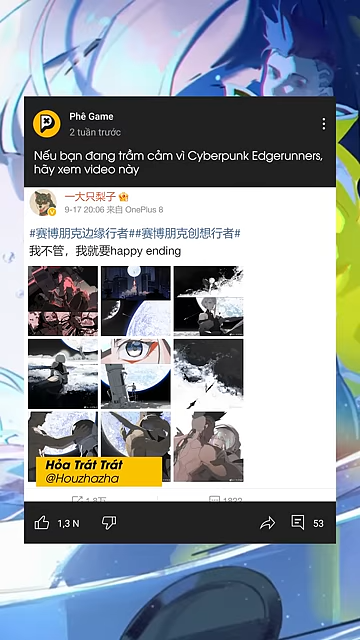 Phê Game
2 tuần trước
Nếu bạn đang trầm cảm vì Cyberpunk Edgerunners,
hãy xem video này
一大只梨子
9-17 20:06 来自 OnePlus 8
#赛博朋克边缘行者##赛博朋克创想行者#
我不管，我就要happy ending
Hỏa Trát Trát
@Houzhazha
1,3 N
53